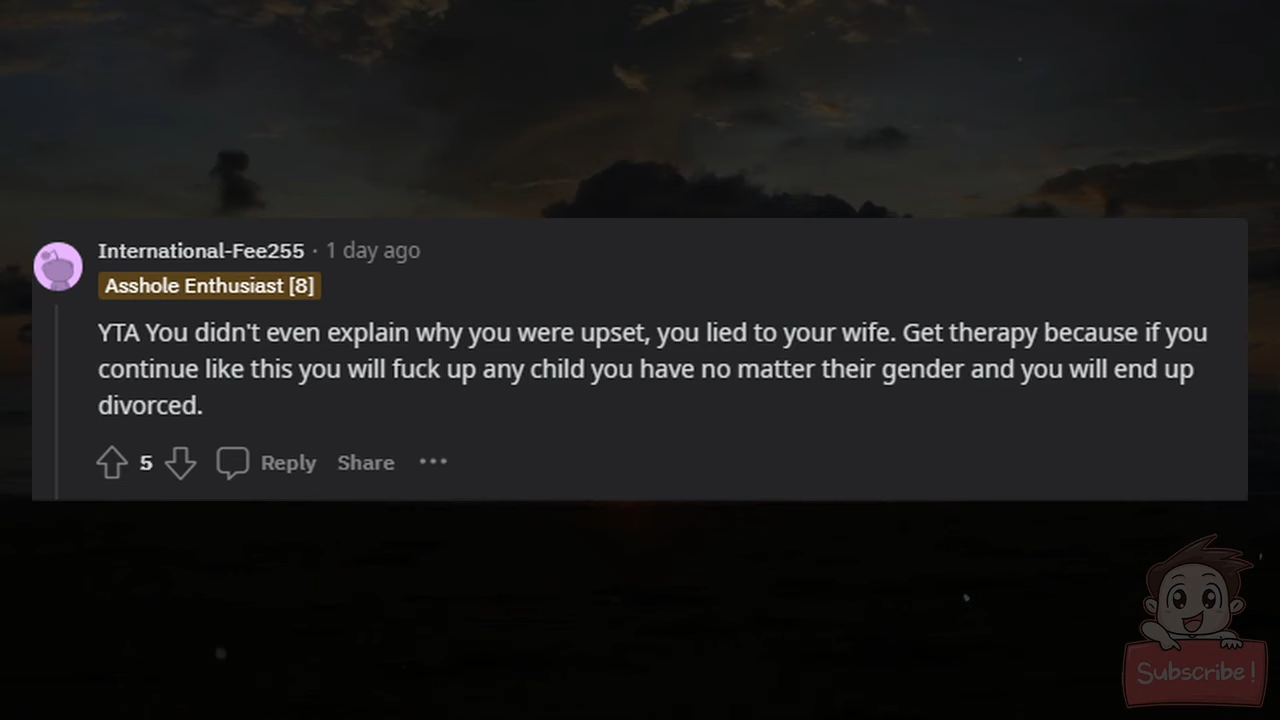 International-Fee255 · 1 day ago
Asshole Enthusiast [8]
YTA You didn't even explain why you were upset, you lied to your wife. Get therapy because if you
continue like this you will fuck up any child you have no matter their gender and you will end up
divorced.
5 Reply Share ···
Subscribe!